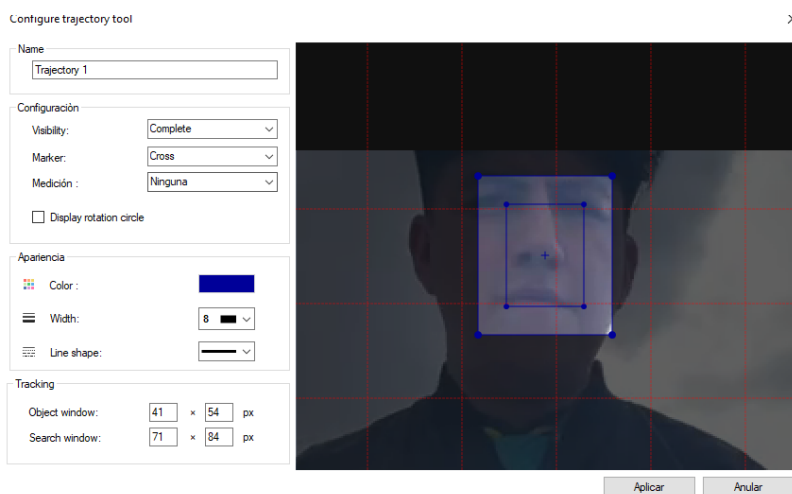 Configure trajectory tool
Name
Trajectory 1
Configuración
Visibility:
Complete
Marker:
Cross
Medición :
Ninguna
Display rotation circle
Apariencia
Color :
Width:
8
Line shape:
Tracking
Object window:
41 × 54 px
Search window:
71 × 84 px
Aplicar
Anular